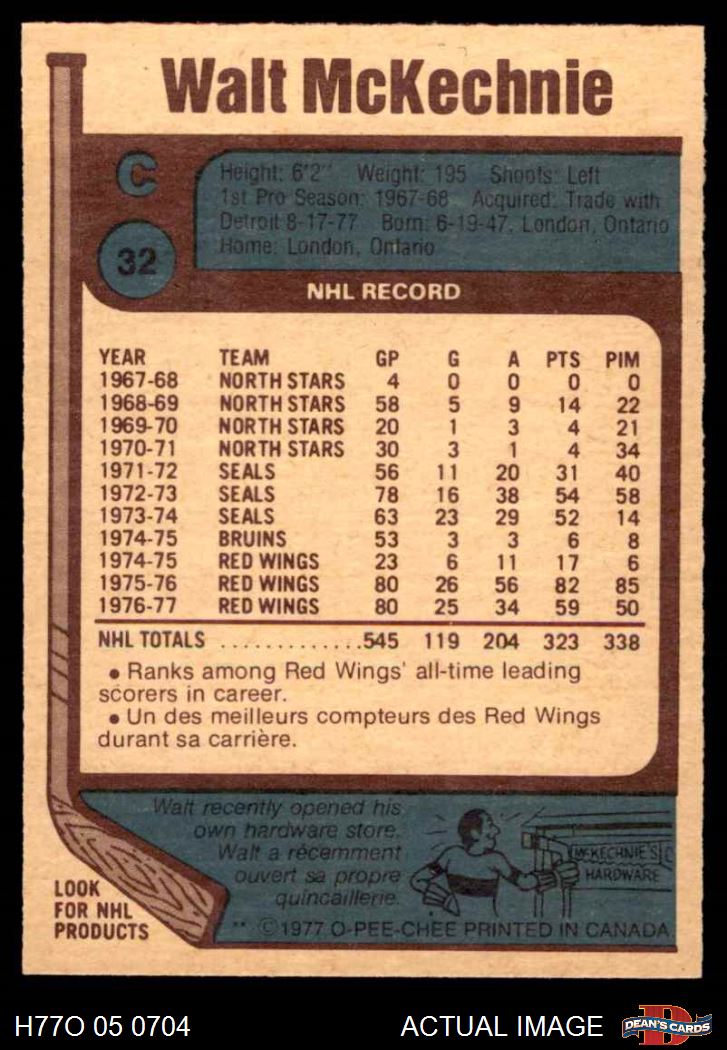 Walt McKechnie
C
32
Height: 6'2" Weight: 195 Shoots: Left
1st Pro Season: 1967-68 Acquired: Trade with
Detroit 8-17-77 Born: 6-19-47, London, Ontario
Home: London, Ontario
NHL RECORD
YEAR TEAM GP G A PTS PIM
1967-68 NORTH STARS 4 0 0 0 0
1968-69 NORTH STARS 58 5 9 14 22
1969-70 NORTH STARS 20 1 3 4 21
1970-71 NORTH STARS 30 3 1 4 34
1971-72 SEALS 56 11 20 31 40
1972-73 SEALS 78 16 38 54 58
1973-74 SEALS 63 23 29 52 14
1974-75 BRUINS 53 3 3 6 8
1974-75 RED WINGS 23 6 11 17 6
1975-76 RED WINGS 80 26 56 82 85
1976-77 RED WINGS 80 25 34 59 50
NHL TOTALS .............545 119 204 323 338
● Ranks among Red Wings' all-time leading
scorers in career.
● Un des meilleurs compteurs des Red Wings
durant sa carrière.
Walt recently opened his
own hardware store.
Walt a récemment
ouvert sa propre
quincaillerie.
McKECHNIE'S
HARDWARE
LOOK
FOR NHL
PRODUCTS
** ©1977 O-PEE-CHEE PRINTED IN CANADA
H77O 05 0704
ACTUAL IMAGE
D
DEAN'S CARDS